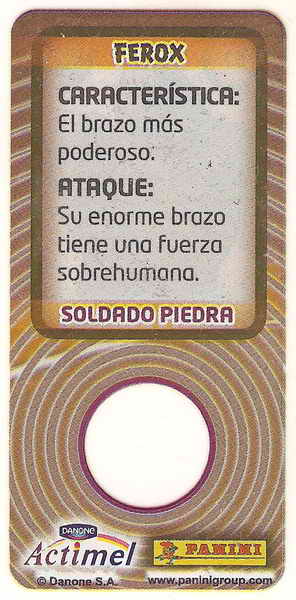 FEROX
CARACTERÍSTICA:
El brazo más
poderoso.
ATAQUE:
Su enorme brazo
tiene una fuerza
sobrehumana.
SOLDADO PIEDRA
DANONE
Actimel
PANINI
© Danone S.A.
www.paninigroup.com